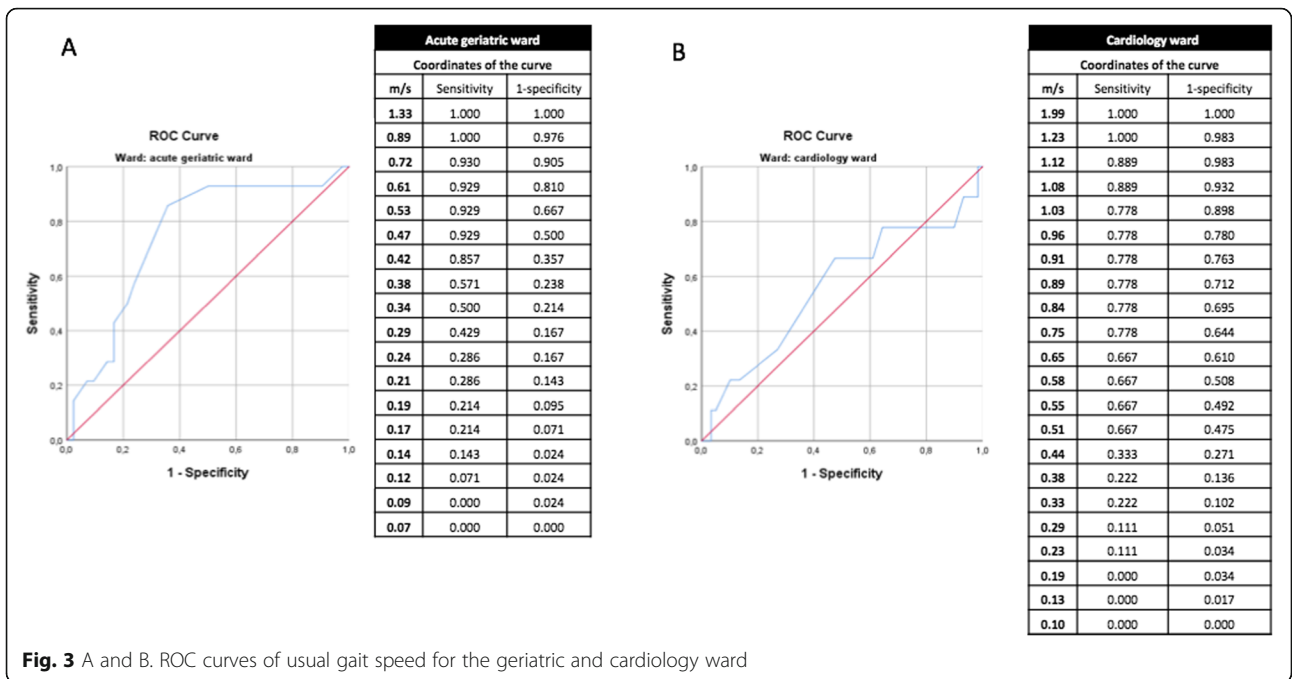 A
ROC Curve
Ward: acute geriatric ward
1,0
0,8
0,6
0,4
0,2
0,0
0,0 0,2 0,4 0,6 0,8 1,0
Sensitivity
1 - Specificity
Acute geriatric ward
Coordinates of the curve
m/s Sensitivity 1-specificity
1.33 1.000 1.000
0.89 1.000 0.976
0.72 0.930 0.905
0.61 0.929 0.810
0.53 0.929 0.667
0.47 0.929 0.500
0.42 0.857 0.357
0.38 0.571 0.238
0.34 0.500 0.214
0.29 0.429 0.167
0.24 0.286 0.167
0.21 0.286 0.143
0.19 0.214 0.095
0.17 0.214 0.071
0.14 0.143 0.024
0.12 0.071 0.024
0.09 0.000 0.024
0.07 0.000 0.000
B
ROC Curve
Ward: cardiology ward
1,0
0,8
0,6
0,4
0,2
0,0
0,0 0,2 0,4 0,6 0,8 1,0
Sensitivity
1 - Specificity
Cardiology ward
Coordinates of the curve
m/s Sensitivity 1-specificity
1.99 1.000 1.000
1.23 1.000 0.983
1.12 0.889 0.983
1.08 0.889 0.932
1.03 0.778 0.898
0.96 0.778 0.780
0.91 0.778 0.763
0.89 0.778 0.712
0.84 0.778 0.695
0.75 0.778 0.644
0.65 0.667 0.610
0.58 0.667 0.508
0.55 0.667 0.492
0.51 0.667 0.475
0.44 0.333 0.271
0.38 0.222 0.136
0.33 0.222 0.102
0.29 0.111 0.051
0.23 0.111 0.034
0.19 0.000 0.034
0.13 0.000 0.017
0.10 0.000 0.000
Fig. 3 A and B. ROC curves of usual gait speed for the geriatric and cardiology ward